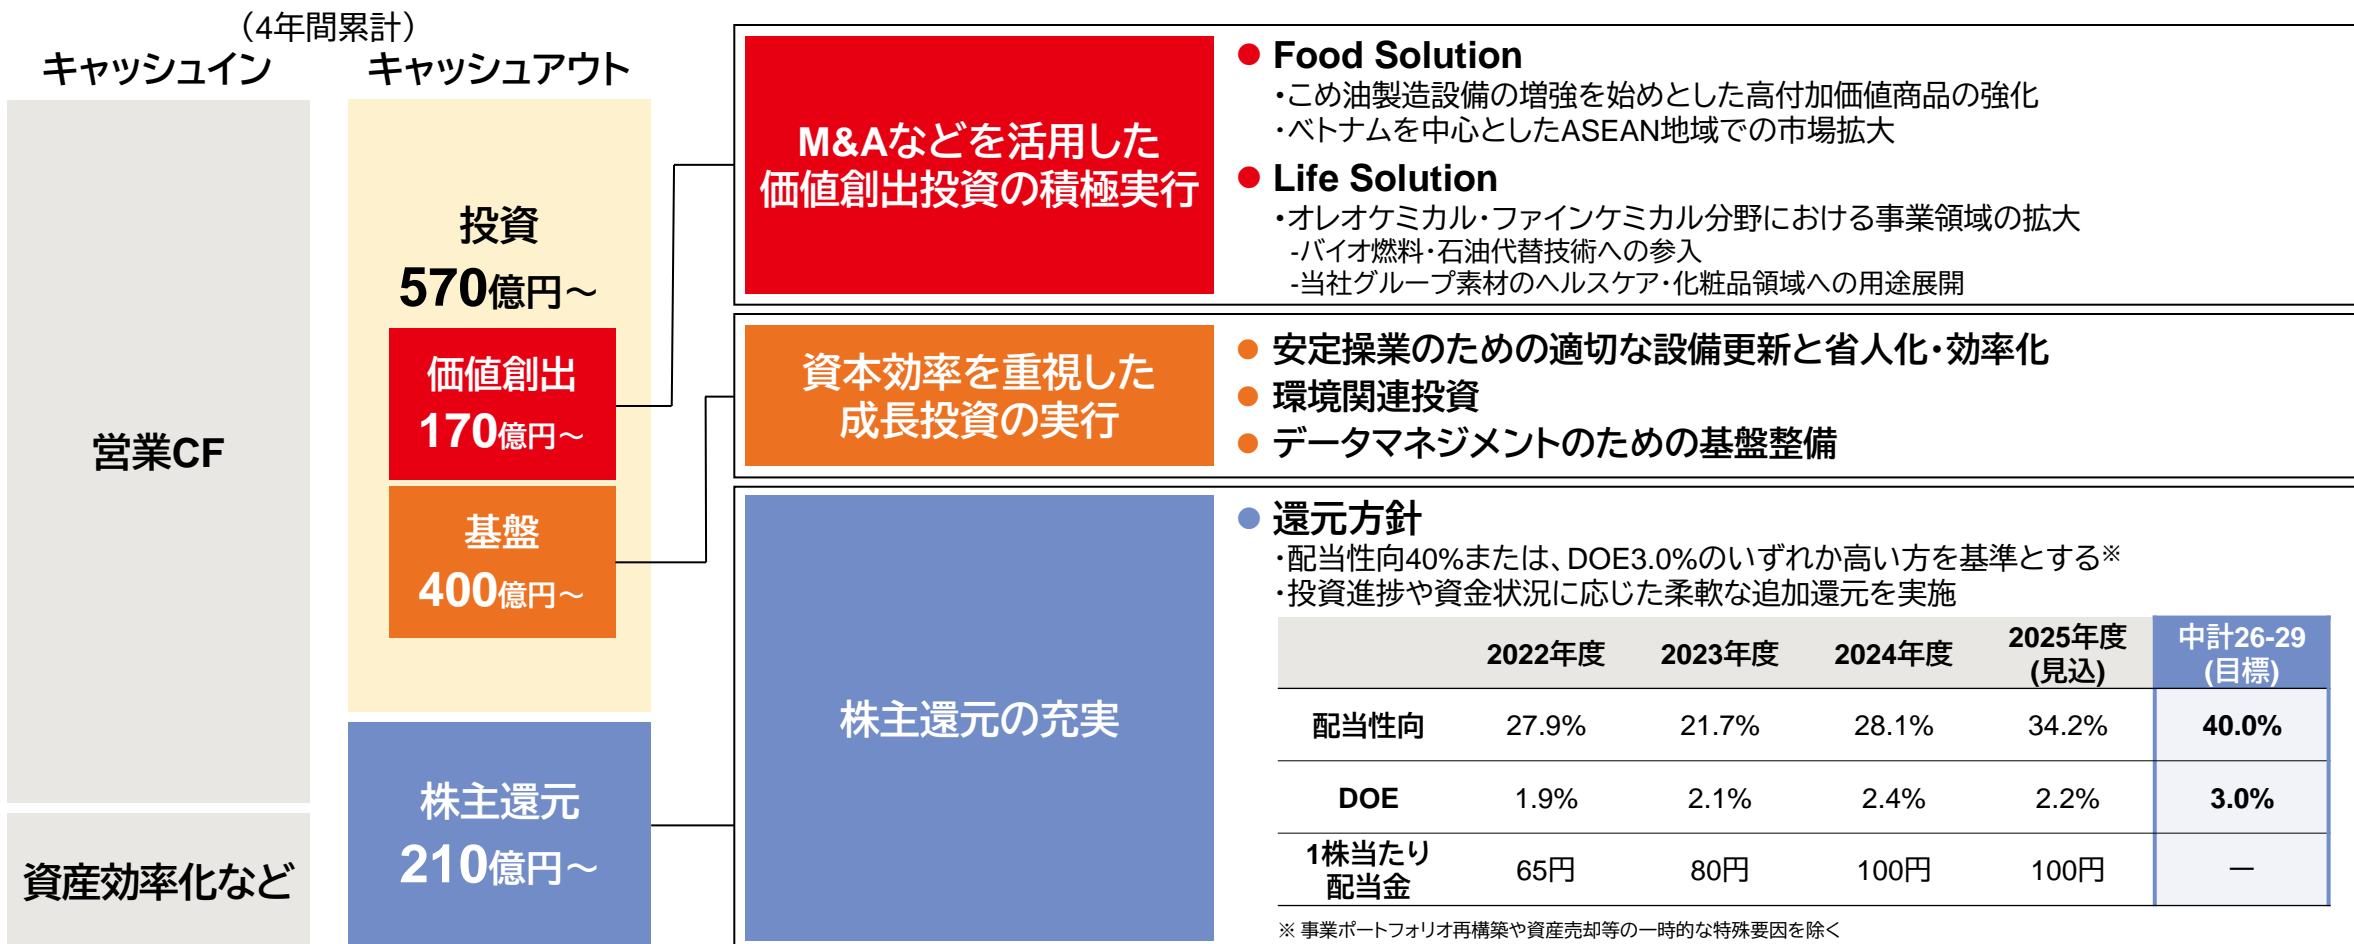 （4年間累計）
キャッシュイン
キャッシュアウト
営業CF
資産効率化など
投資
570億円～
価値創出
170億円～
基盤
400億円～
株主還元
210億円～
M&Aなどを活用した
価値創出投資の積極実行
● Food Solution
・こめ油製造設備の増強を始めとした高付加価値商品の強化
・ベトナムを中心としたASEAN地域での市場拡大
● Life Solution
・オレオケミカル・ファインケミカル分野における事業領域の拡大
-バイオ燃料・石油代替技術への参入
-当社グループ素材のヘルスケア・化粧品領域への用途展開
資本効率を重視した
成長投資の実行
● 安定操業のための適切な設備更新と省人化・効率化
● 環境関連投資
● データマネジメントのための基盤整備
株主還元の充実
● 還元方針
・配当性向40%または、DOE3.0%のいずれか高い方を基準とする※
・投資進捗や資金状況に応じた柔軟な追加還元を実施
2022年度 2023年度 2024年度 2025年度(見込) 中計26-29(目標)
配当性向 27.9% 21.7% 28.1% 34.2% 40.0%
DOE 1.9% 2.1% 2.4% 2.2% 3.0%
1株当たり配当金 65円 80円 100円 100円 ―
※ 事業ポートフォリオ再構築や資産売却等の一時的な特殊要因を除く